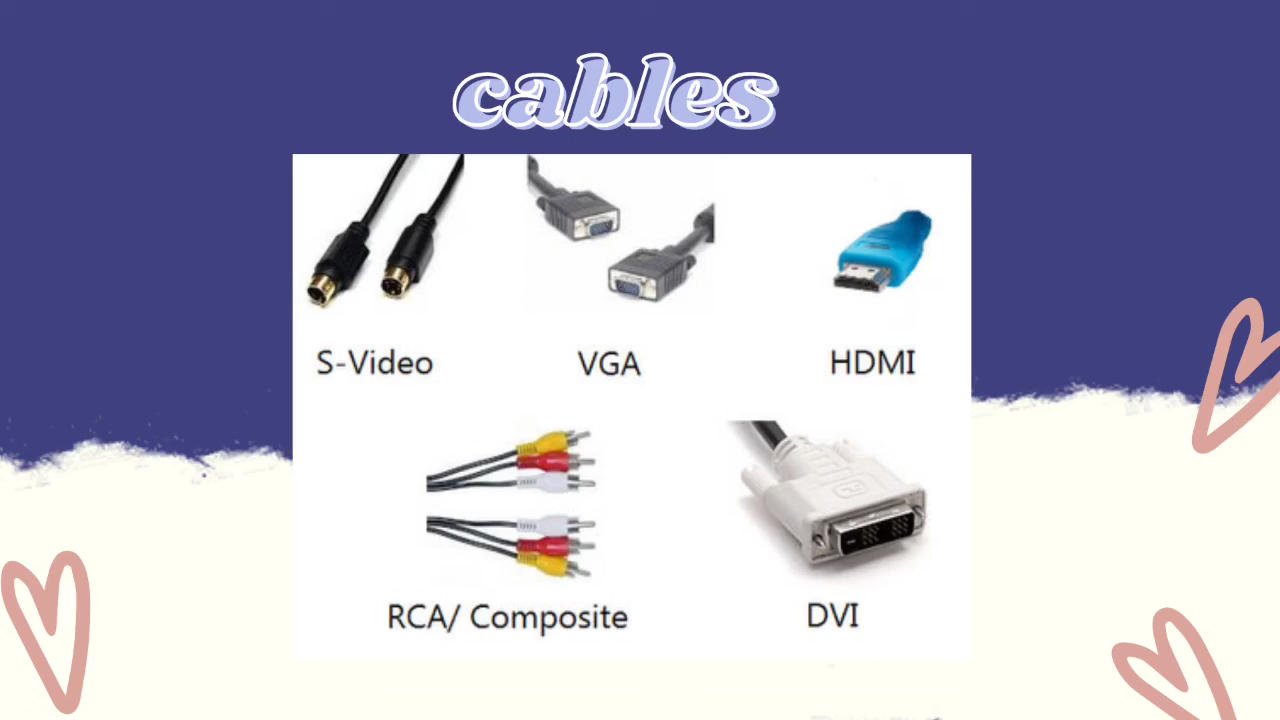 cables
S-Video
VGA
HDMI
RCA/ Composite
DVI